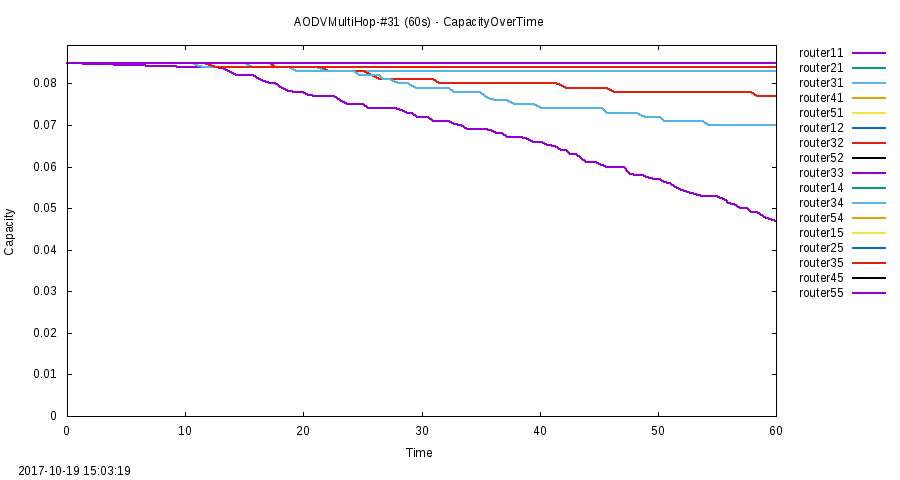 AODVMultiHop-#31 (60s) - CapacityOverTime
router11
router21
router31
router41
router51
router12
router32
router52
router33
router14
router34
router54
router15
router25
router35
router45
router55
Capacity
0.08
0.07
0.06
0.05
0.04
0.03
0.02
0.01
0
0 10 20 30 40 50 60
Time
2017-10-19 15:03:19